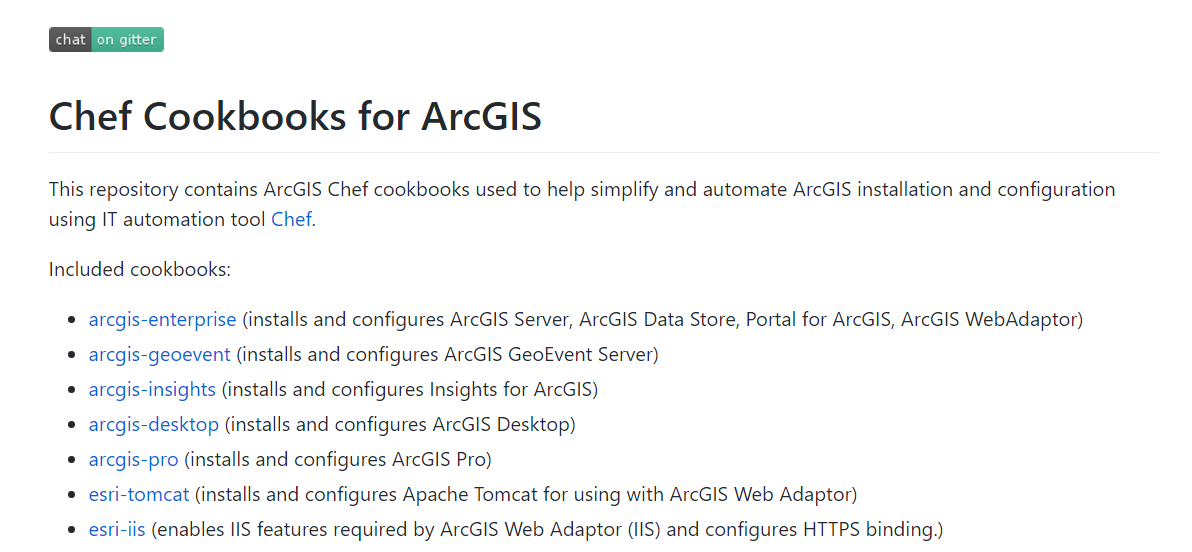 chat on gitter
Chef Cookbooks for ArcGIS
This repository contains ArcGIS Chef cookbooks used to help simplify and automate ArcGIS installation and configuration
using IT automation tool Chef.
Included cookbooks:
• arcgis-enterprise (installs and configures ArcGIS Server, ArcGIS Data Store, Portal for ArcGIS, ArcGIS WebAdaptor)
• arcgis-geoevent (installs and configures ArcGIS GeoEvent Server)
• arcgis-insights (installs and configures Insights for ArcGIS)
• arcgis-desktop (installs and configures ArcGIS Desktop)
• arcgis-pro (installs and configures ArcGIS Pro)
• esri-tomcat (installs and configures Apache Tomcat for using with ArcGIS Web Adaptor)
• esri-iis (enables IIS features required by ArcGIS Web Adaptor (IIS) and configures HTTPS binding.)